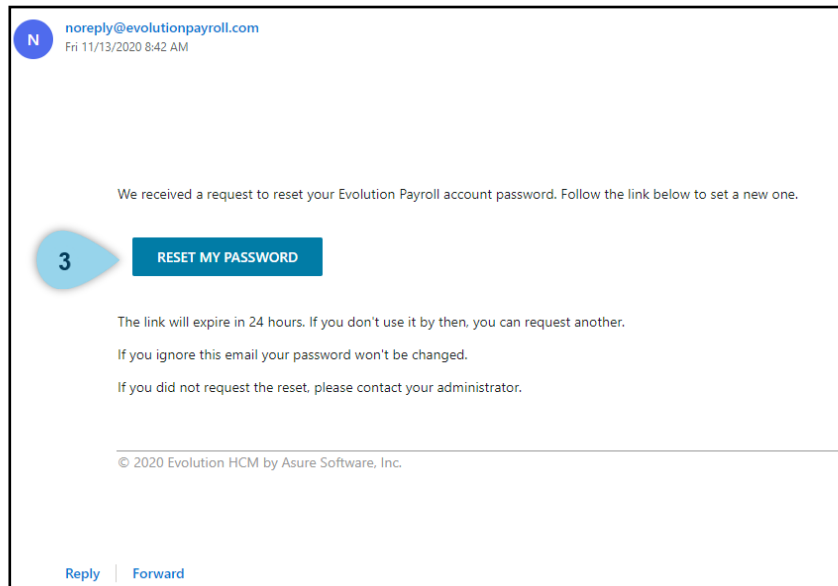 N
noreply@evolutionpayroll.com
Fri 11/13/2020 8:42 AM
We received a request to reset your Evolution Payroll account password. Follow the link below to set a new one.
3
RESET MY PASSWORD
The link will expire in 24 hours. If you don't use it by then, you can request another.
If you ignore this email your password won't be changed.
If you did not request the reset, please contact your administrator.
© 2020 Evolution HCM by Asure Software, Inc.
Reply | Forward